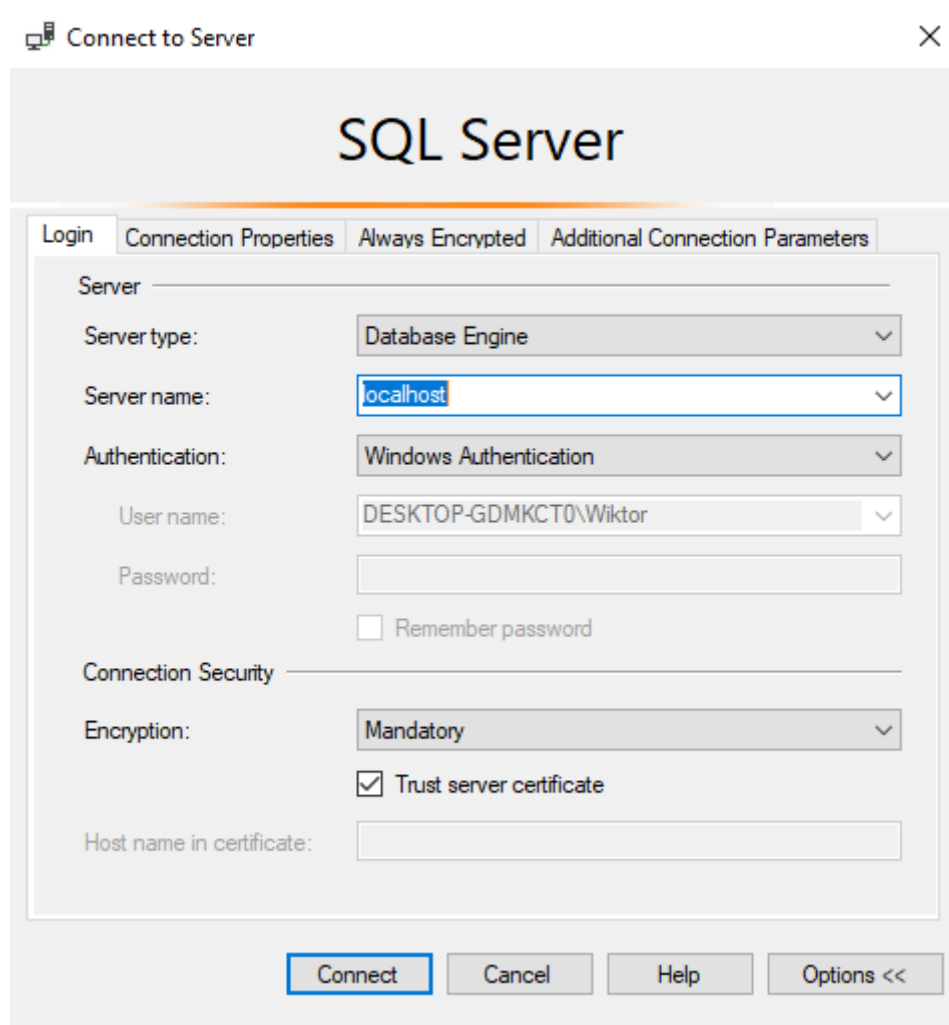 Connect to Server
SQL Server
Login Connection Properties Always Encrypted Additional Connection Parameters
Server
Server type: Database Engine
Server name: localhost
Authentication: Windows Authentication
User name: DESKTOP-GDMKCT0\Wiktor
Password:
Remember password
Connection Security
Encryption: Mandatory
Trust server certificate
Host name in certificate:
Connect Cancel Help Options <<